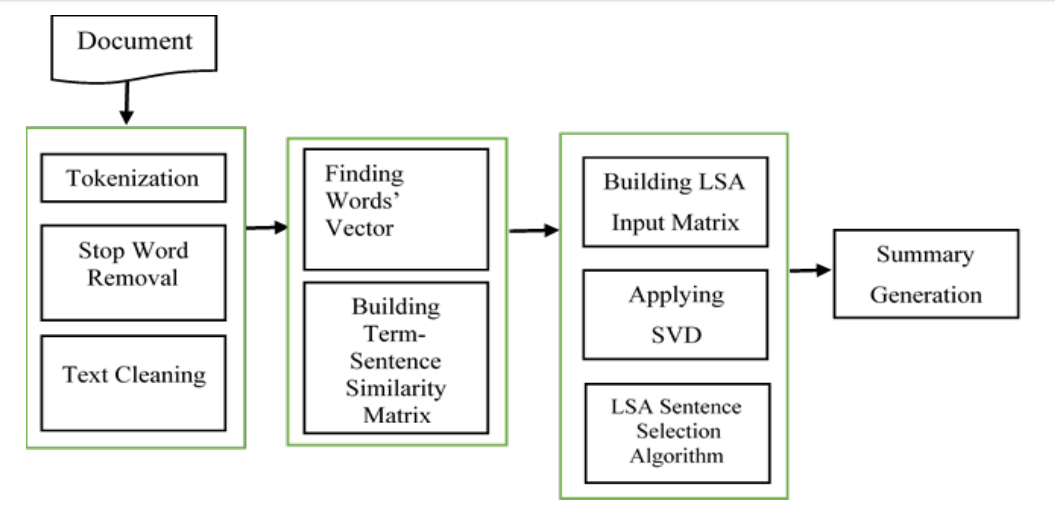 Document
Tokenization
Stop Word
Removal
Text Cleaning
Finding
Words’
Vector
Building
Term-
Sentence
Similarity
Matrix
Building LSA
Input Matrix
Applying
SVD
LSA Sentence
Selection
Algorithm
Summary
Generation